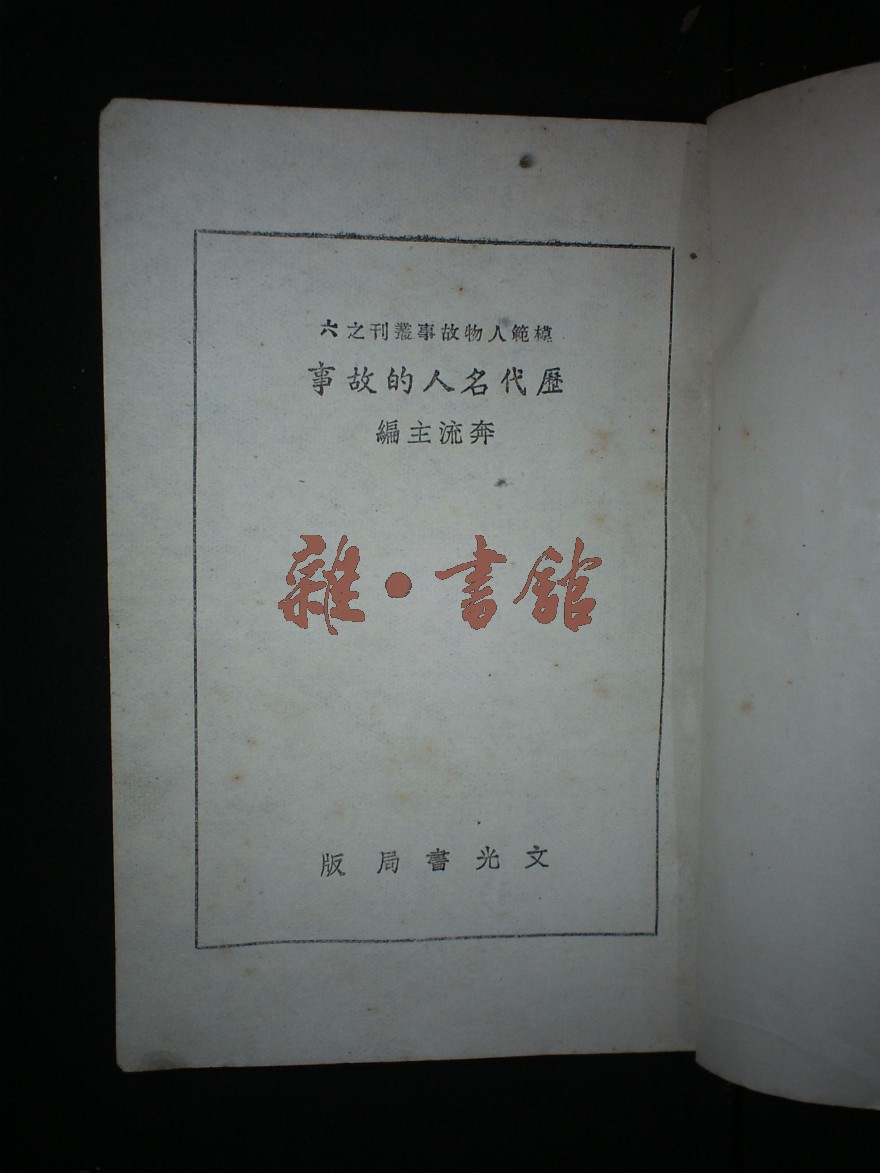 模範人物故事叢刊之六
歷代名人的故事
奔流主編
雜·書館
文光書局版